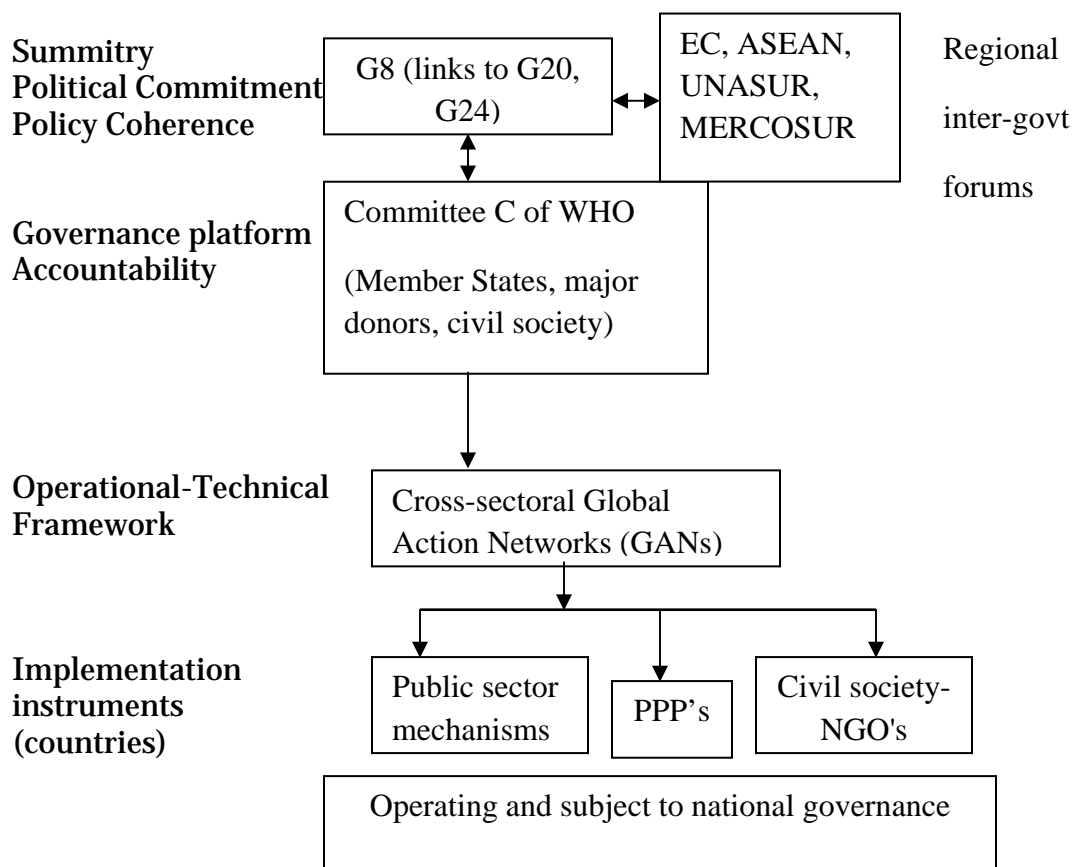 Summitry
Political Commitment
Policy Coherence
G8 (links to G20,
G24)
EC, ASEAN,
UNASUR,
MERCOSUR
Regional
inter-govt
forums
Governance platform
Accountability
Committee C of WHO
(Member States, major
donors, civil society)
Operational-Technical
Framework
Cross-sectoral Global
Action Networks (GANs)
Implementation
instruments
(countries)
Public sector
mechanisms
PPP’s
Civil society-
NGO's
Operating and subject to national governance